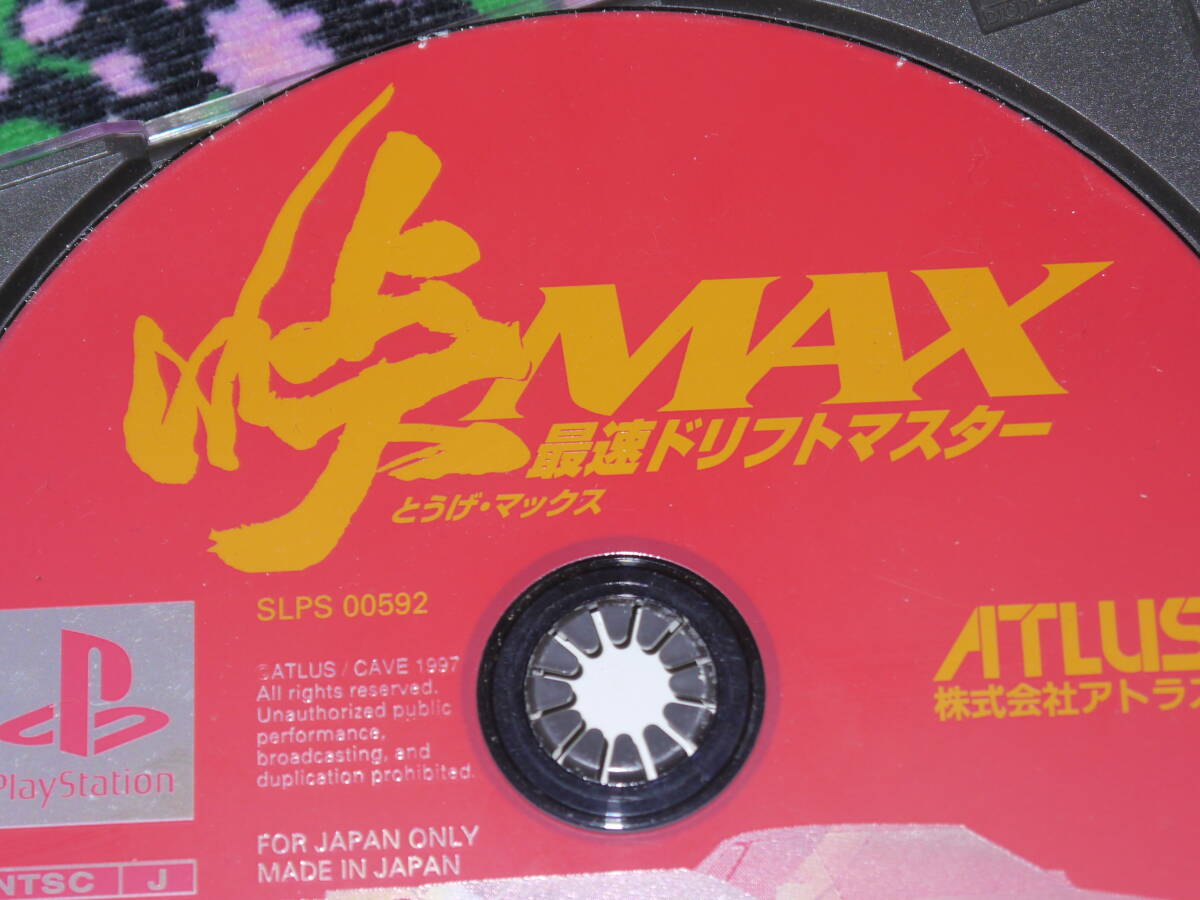 峠MAX
最速ドリフトマスター
とうげ・マックス
SLPS 00592
ATLUS
株式会社アトラス
©ATLUS / CAVE 1997
All rights reserved.
Unauthorized public
performance,
broadcasting, and
duplication prohibited.
PlayStation
FOR JAPAN ONLY
MADE IN JAPAN
NTSC J